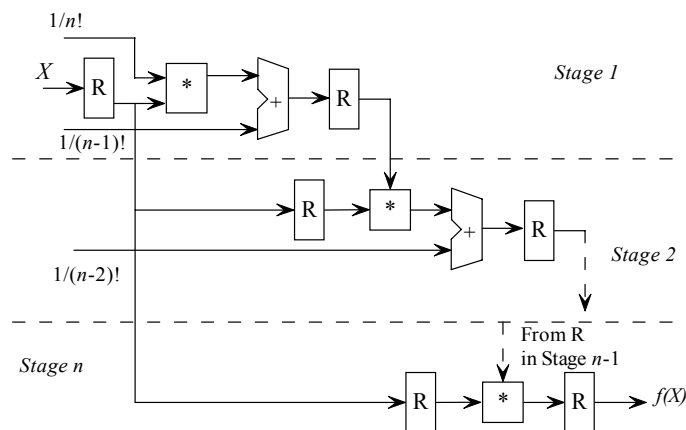 1/n!
X
R
*
+
R
Stage 1
1/(n-1)!
R
*
+
R
1/(n-2)!
Stage 2
Stage n
From R
in Stage n-1
R
*
R
f(X)